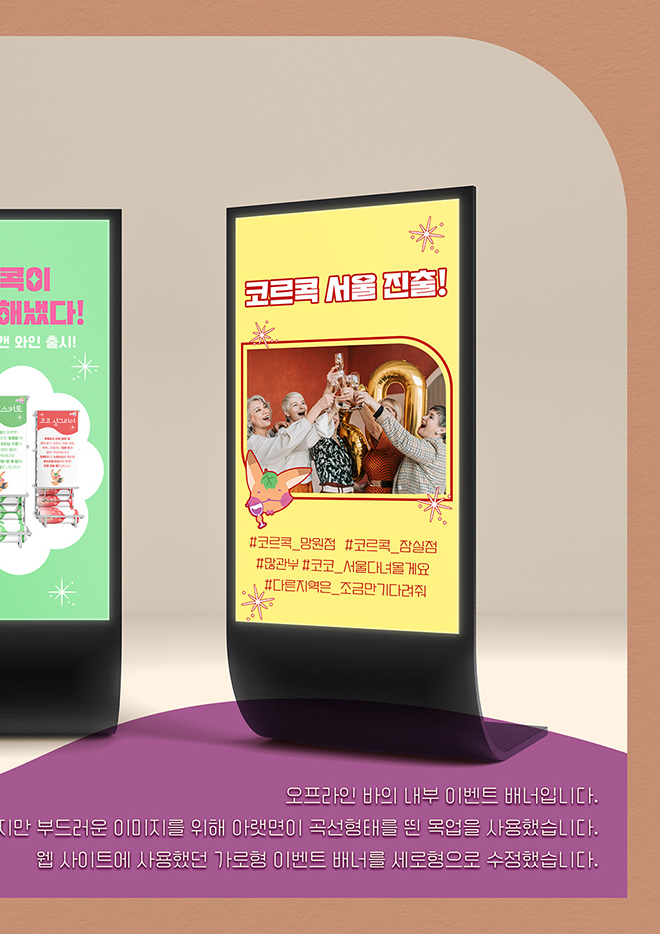 콕이
해냈다!
캔 와인 출시!
스카토
코르 상그리아
코르콕 서울 진출!
#코르콕_망원점 #코르콕_잠실점
#많관부 #코코_서울다녀올게요
#다른지역은_조금만기다려줘
오프라인 바의 내부 이벤트 배너입니다.
지만 부드러운 이미지를 위해 아랫면이 곡선형태를 띈 목업을 사용했습니다.
웹 사이트에 사용했던 가로형 이벤트 배너를 세로형으로 수정했습니다.